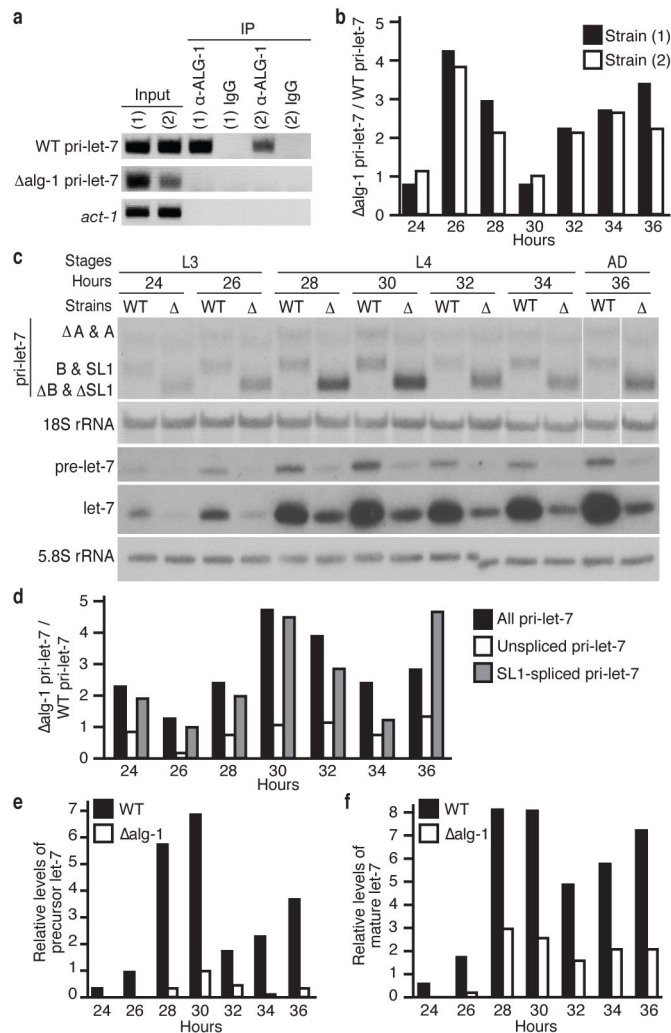 a
IP
Input
(1)
(2)
(1) α-ALG-1
(1) IgG
(2) α-ALG-1
(2) IgG
WT pri-let-7
Δalg-1 pri-let-7
act-1
b
Δalg-1 pri-let-7 / WT pri-let-7
5
4
3
2
1
0
Strain (1)
Strain (2)
24 26 28 30 32 34 36
Hours
c
Stages L3 L4 AD
Hours 24 26 28 30 32 34 36
Strains WT Δ WT Δ WT Δ WT Δ WT Δ WT Δ WT Δ
pri-let-7
ΔA & A
B & SL1
ΔB & ΔSL1
18S rRNA
pre-let-7
let-7
5.8S rRNA
d
Δalg-1 pri-let-7 /
WT pri-let-7
5
4
3
2
1
0
All pri-let-7
Unspliced pri-let-7
SL1-spliced pri-let-7
24 26 28 30 32 34 36
Hours
e
Relative levels of
precursor let-7
7
6
5
4
3
2
1
0
WT
Δalg-1
24 26 28 30 32 34 36
Hours
f
Relative levels of
mature let-7
8
7
6
5
4
3
2
1
0
WT
Δalg-1
24 26 28 30 32 34 36
Hours